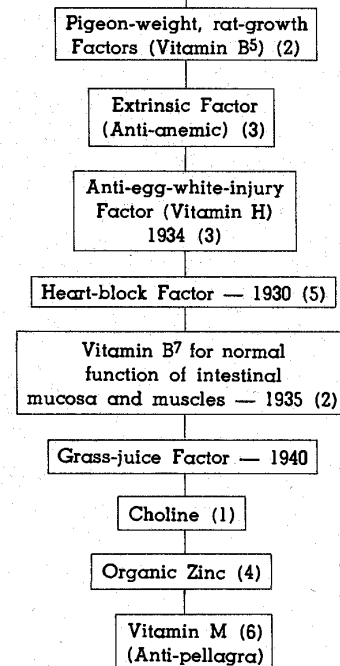 Pigeon-weight, rat-growth
Factors (Vitamin B⁵) (2)
Extrinsic Factor
(Anti-anemic) (3)
Anti-egg-white-injury
Factor (Vitamin H)
1934 (3)
Heart-block Factor — 1930 (5)
Vitamin B⁷ for normal
function of intestinal
mucosa and muscles — 1935 (2)
Grass-juice Factor — 1940
Choline (1)
Organic Zinc (4)
Vitamin M (6)
(Anti-pellagra)